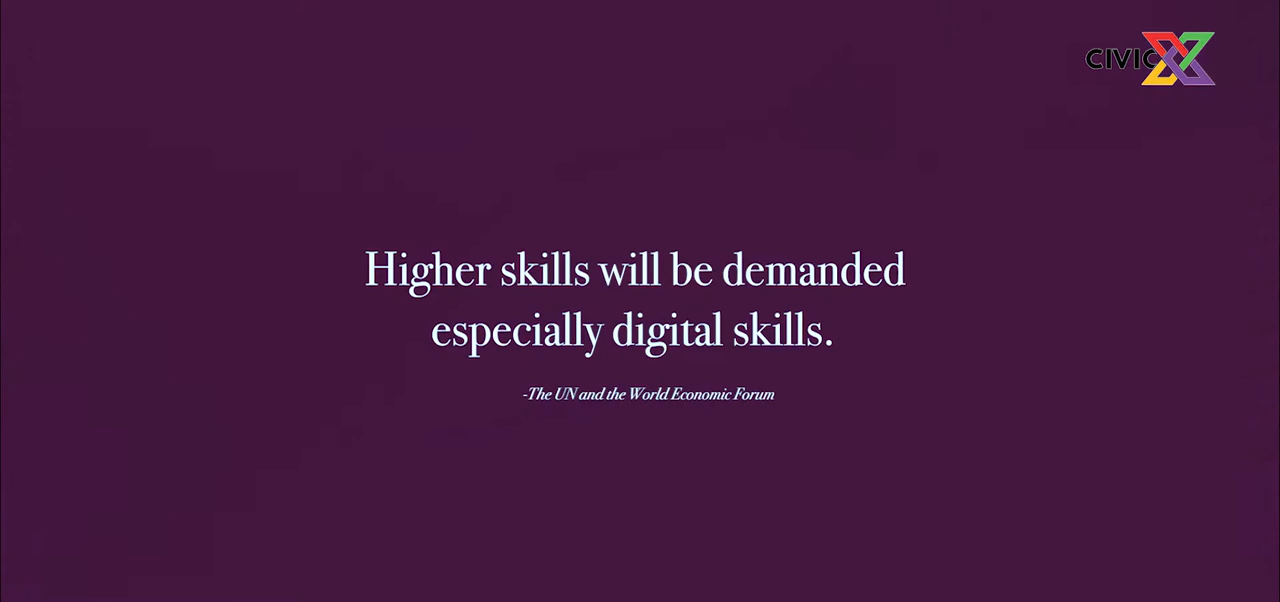 CIVIC X
Higher skills will be demanded
especially digital skills.
-The UN and the World Economic Forum